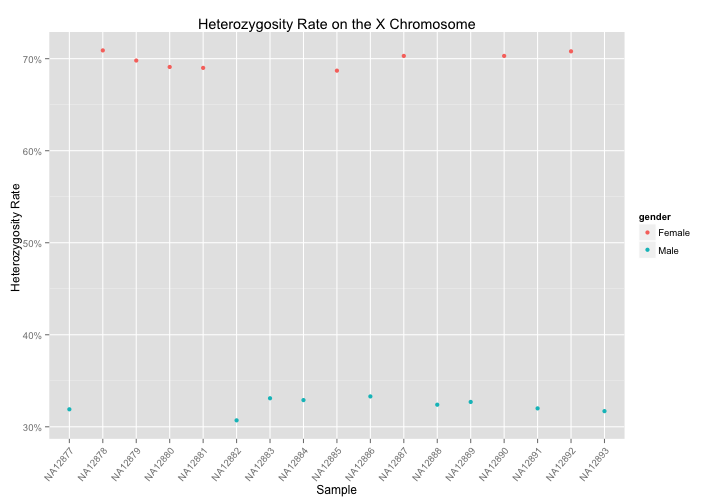 Heterozygosity Rate on the X Chromosome
Heterozygosity Rate
70%
60%
50%
40%
30%
NA12877
NA12878
NA12879
NA12880
NA12881
NA12882
NA12883
NA12884
NA12885
NA12886
NA12887
NA12888
NA12889
NA12890
NA12891
NA12892
NA12893
Sample
gender
Female
Male